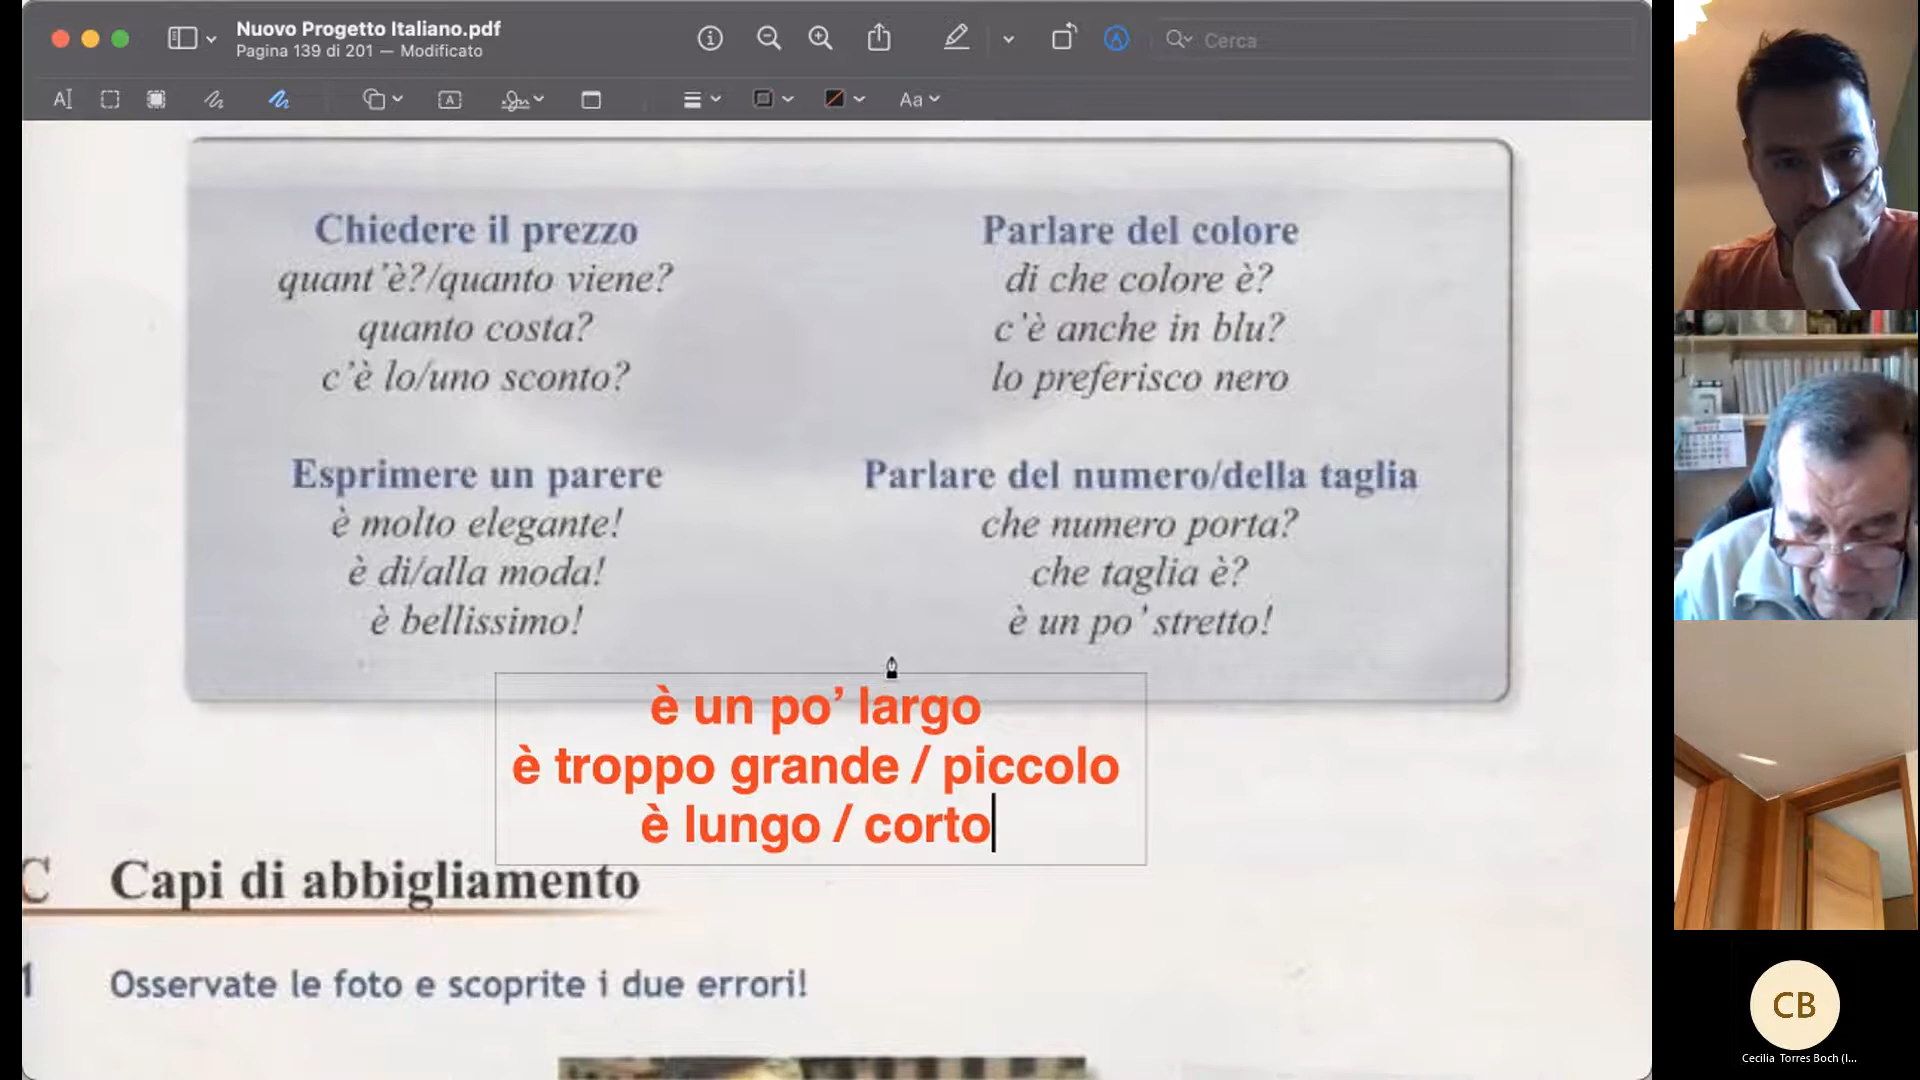 Nuovo Progetto Italiano.pdf
Pagina 139 di 201 — Modificato
Cerca
Aa
Chiedere il prezzo
quant'è?/quanto viene?
quanto costa?
c'è lo/uno sconto?
Parlare del colore
di che colore è?
c'è anche in blu?
lo preferisco nero
Esprimere un parere
è molto elegante!
è di/alla moda!
è bellissimo!
Parlare del numero/della taglia
che numero porta?
che taglia è?
è un po' stretto!
è un po’ largo
è troppo grande / piccolo
è lungo / corto
C Capi di abbigliamento
1 Osservate le foto e scoprite i due errori!
CB
Cecilia Torres Boch (I...